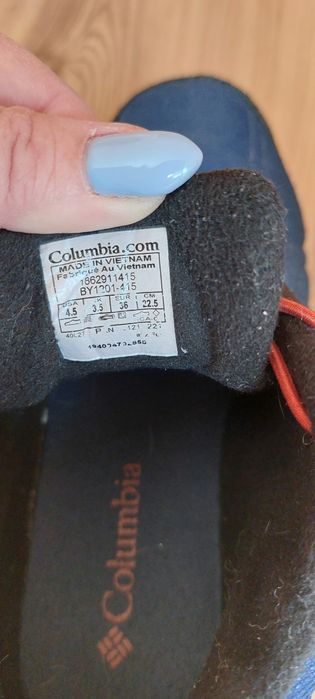 Columbia.com
MADE IN VIETNAM
Fabriqué Au Vietnam
1862911415
BY1201-415
USA UK EUR CM
4.5 3.5 36 22.5
Columbia